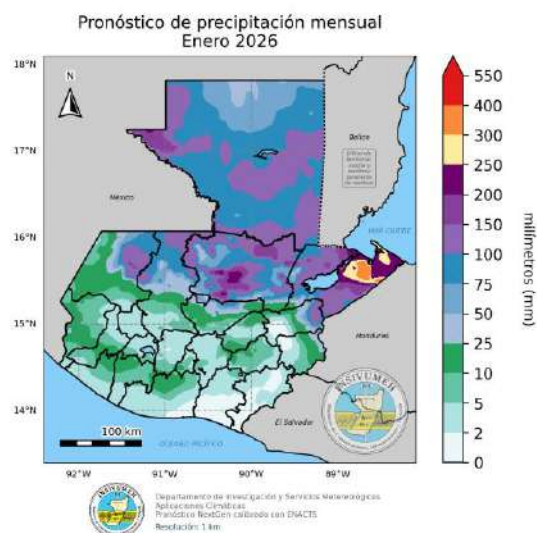 Pronóstico de precipitación mensual
Enero 2026
18°N
17°N
16°N
15°N
14°N
N
México
Belice
MAR CARIBE
Honduras
El Salvador
OCEANO PACÍFICO
100 km
INSIVUMEH
92°W
91°W
90°W
89°W
550
400
300
250
200
150
100
75
50
25
10
5
2
0
milímetros (mm)
INSIVUMEH
Departamento de Investigación y Servicios Meteorológicos
Aplicaciones Climáticas
Pronóstico NextGen calibrado con ENACTS
Resolución: 1 km